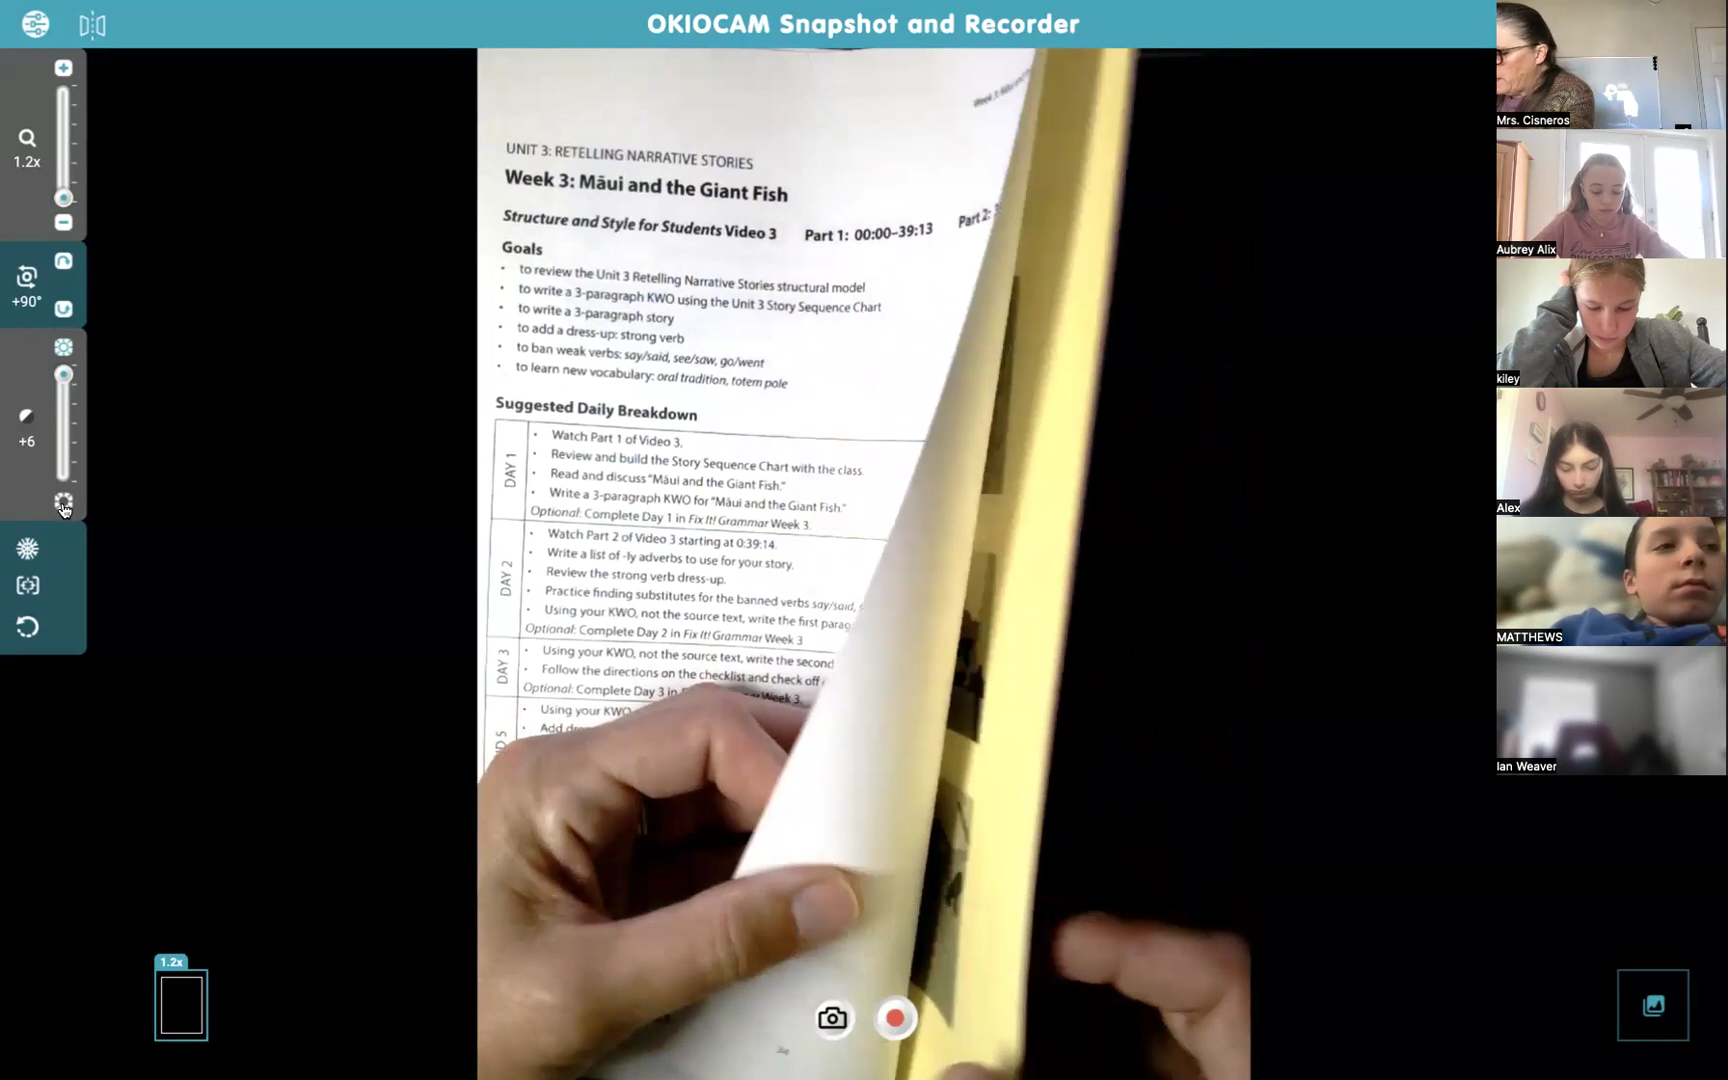 OKIOCAM Snapshot and Recorder
1.2x
+90°
+6
1.2x
UNIT 3: RETELLING NARRATIVE STORIES
Week 3: Māui and the Giant Fish
Structure and Style for Students Video 3 Part 1: 00:00–39:13 Part 2:
Goals
• to review the Unit 3 Retelling Narrative Stories structural model
• to write a 3-paragraph KWO using the Unit 3 Story Sequence Chart
• to write a 3-paragraph story
• to add a dress-up: strong verb
• to ban weak verbs: say/said, see/saw, go/went
• to learn new vocabulary: oral tradition, totem pole
Suggested Daily Breakdown
DAY 1
• Watch Part 1 of Video 3.
• Review and build the Story Sequence Chart with the class.
• Read and discuss "Māui and the Giant Fish."
• Write a 3-paragraph KWO for "Māui and the Giant Fish."
Optional: Complete Day 1 in Fix It! Grammar Week 3.
DAY 2
• Watch Part 2 of Video 3 starting at 0:39:14.
• Write a list of -ly adverbs to use for your story.
• Review the strong verb dress-up.
• Practice finding substitutes for the banned verbs say/said,
• Using your KWO, not the source text, write the first
Optional: Complete Day 2 in Fix It! Grammar Week 3
DAY 3
• Using your KWO, not the source text, write the second
• Follow the directions on the checklist and check off
Optional: Complete Day 3 in Week 3.
• Using your KWO
• Add
Week 3:
Mrs. Cisneros
Aubrey Alix
kiley
Alex
MATTHEWS
Ian Weaver